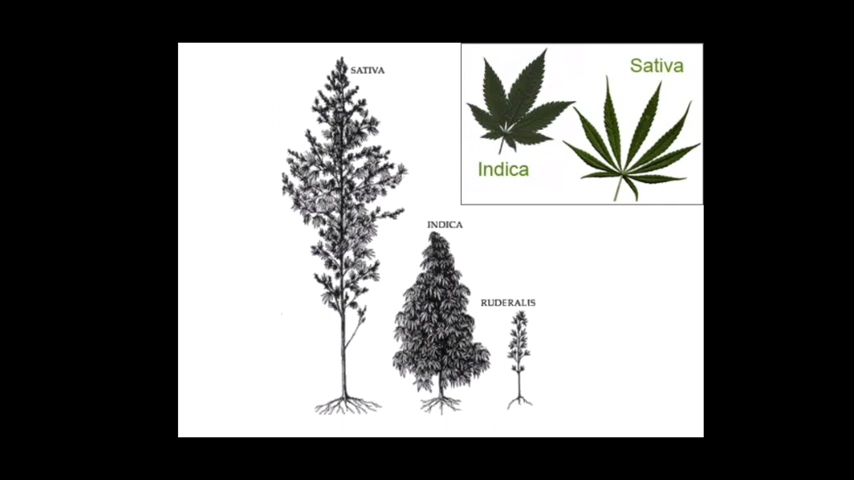 SATIVA
Sativa
Indica
INDICA
RUDERALIS